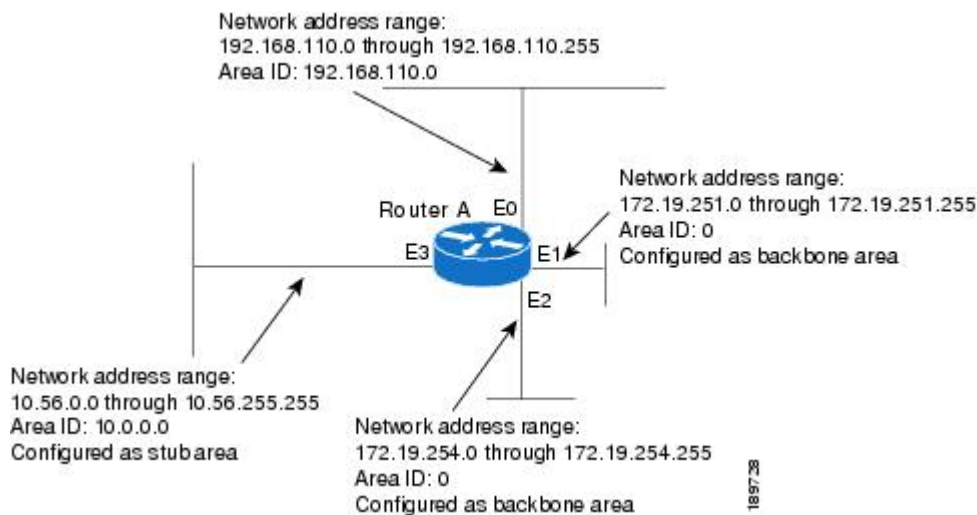 Network address range:
192.168.110.0 through 192.168.110.255
Area ID: 192.168.110.0
Network address range:
172.19.251.0 through 172.19.251.255
Area ID: 0
Configured as backbone area
Router A
E0
E3
E1
E2
Network address range:
10.56.0.0 through 10.56.255.255
Area ID: 10.0.0.0
Configured as stub area
Network address range:
172.19.254.0 through 172.19.254.255
Area ID: 0
Configured as backbone area
189728